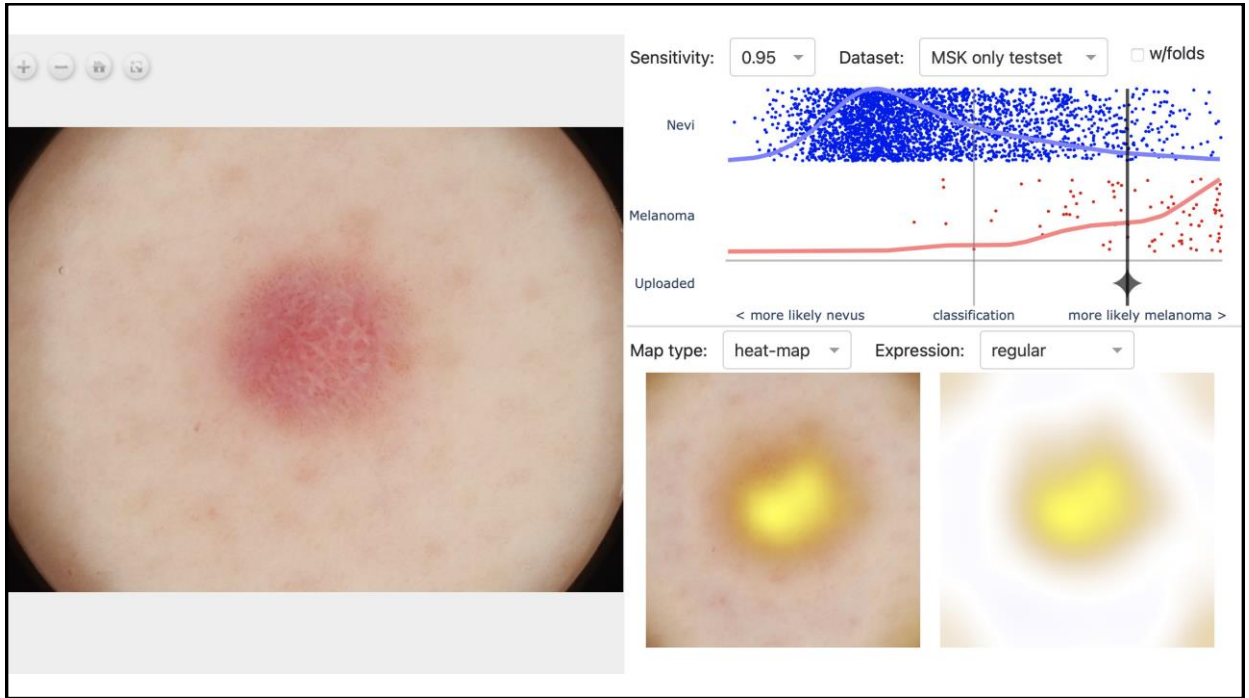 Sensitivity: 0.95 Dataset: MSK only testset w/folds
Nevi
Melanoma
Uploaded
< more likely nevus classification more likely melanoma >
Map type: heat-map Expression: regular